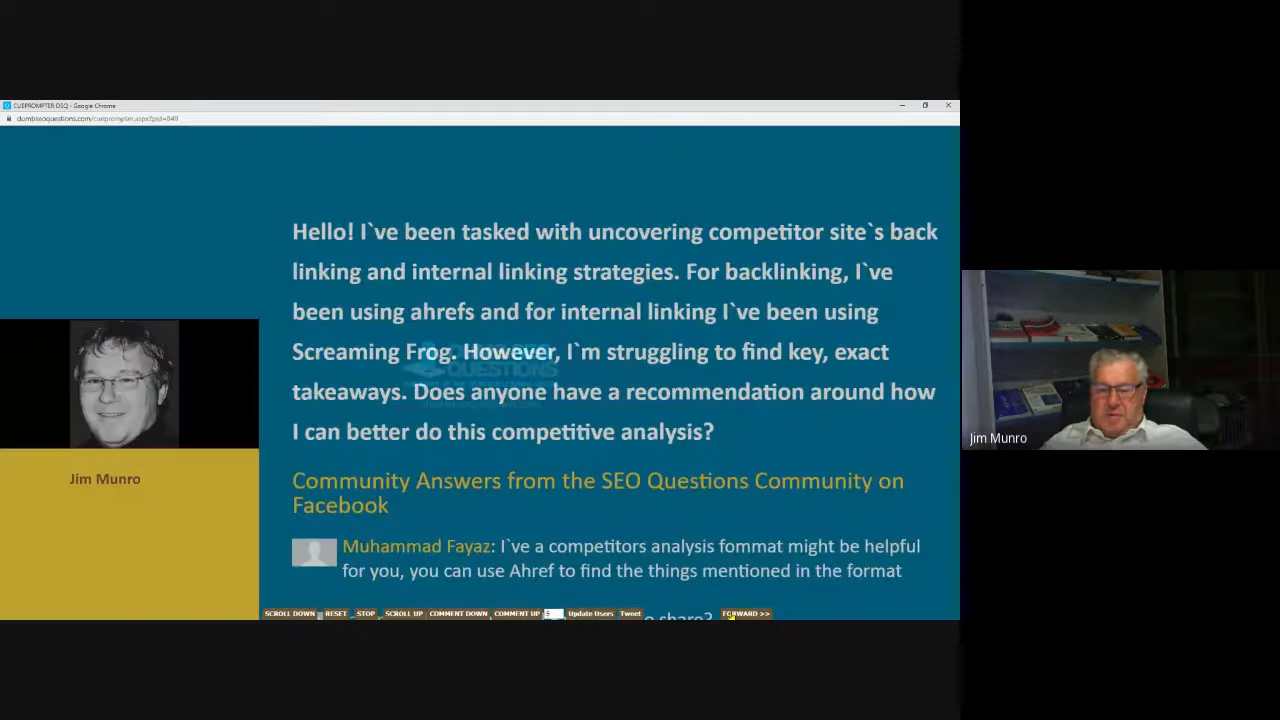 CUEPROMPTER DSQ - Google Chrome
dumbseoquestions.com/cueprompter.aspx?pid=849
Hello! I`ve been tasked with uncovering competitor site`s back
linking and internal linking strategies. For backlinking, I`ve
been using ahrefs and for internal linking I`ve been using
Screaming Frog. However, I`m struggling to find key, exact
takeaways. Does anyone have a recommendation around how
I can better do this competitive analysis?
Jim Munro
Community Answers from the SEO Questions Community on
Facebook
Muhammad Fayaz: I`ve a competitors analysis fommat might be helpful
for you, you can use Ahref to find the things mentioned in the format
share?
SCROLL DOWN RESET STOP SCROLL UP COMMENT DOWN COMMENT UP 5 Update Users Tweet FORWARD >>
Jim Munro